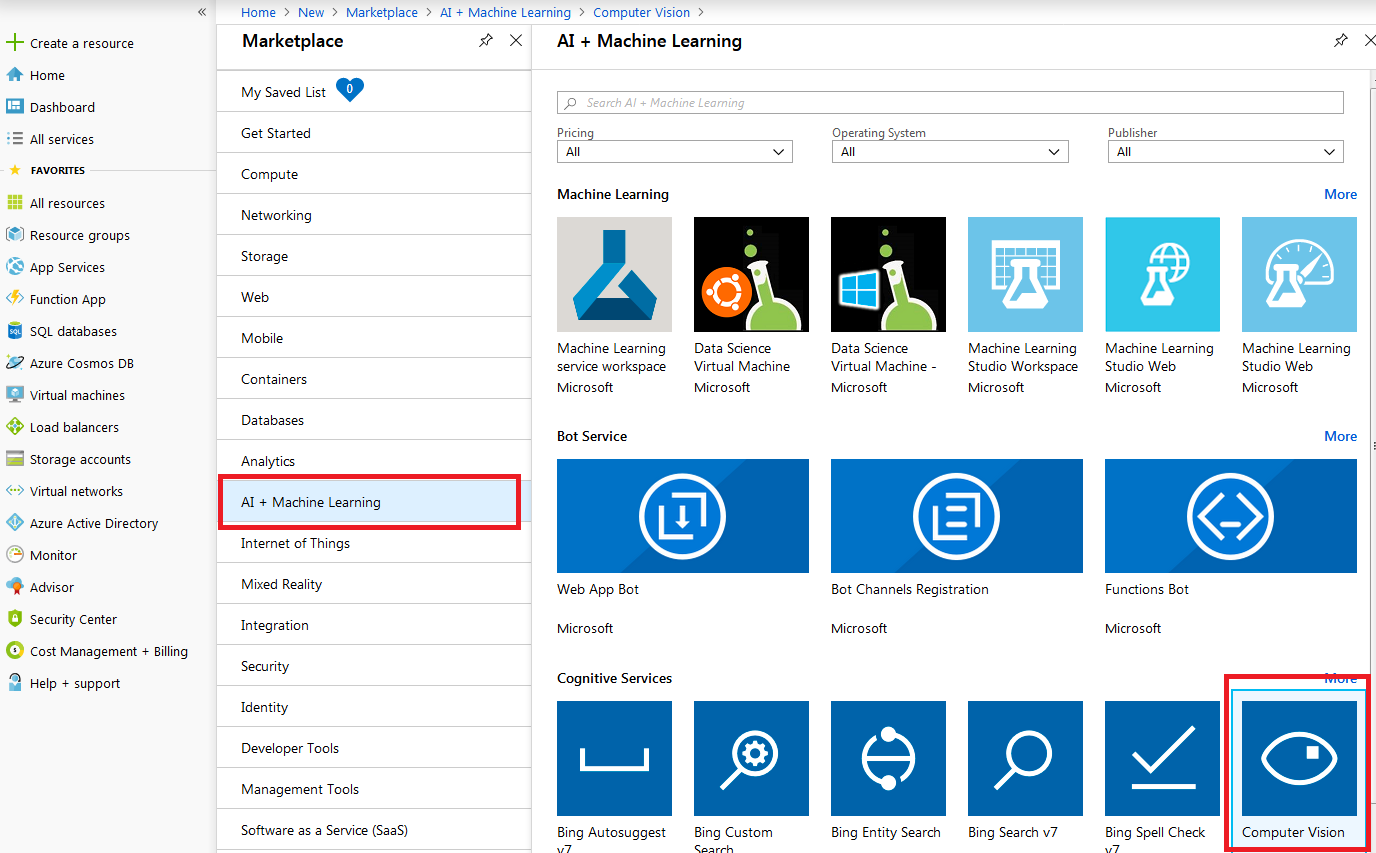 «
Home > New > Marketplace > AI + Machine Learning > Computer Vision >
Create a resource
Home
Dashboard
All services
FAVORITES
All resources
Resource groups
App Services
Function App
SQL
SQL databases
Azure Cosmos DB
Virtual machines
Load balancers
Storage accounts
Virtual networks
Azure Active Directory
Monitor
Advisor
Security Center
Cost Management + Billing
Help + support
Marketplace
My Saved List 0
Get Started
Compute
Networking
Storage
Web
Mobile
Containers
Databases
Analytics
AI + Machine Learning
Internet of Things
Mixed Reality
Integration
Security
Identity
Developer Tools
Management Tools
Software as a Service (SaaS)
AI + Machine Learning
Search AI + Machine Learning
Pricing Operating System Publisher
All All All
Machine Learning More
Machine Learning
service workspace
Microsoft
Data Science
Virtual Machine
Microsoft
Data Science
Virtual Machine -
Microsoft
Machine Learning
Studio Workspace
Microsoft
Machine Learning
Studio Web
Microsoft
Machine Learning
Studio Web
Microsoft
Bot Service More
Web App Bot
Microsoft
Bot Channels Registration
Microsoft
Functions Bot
Microsoft
Cognitive Services More
Bing Autosuggest
v7
Bing Custom
Search
Bing Entity Search
Bing Search v7
Bing Spell Check
v7
Computer Vision